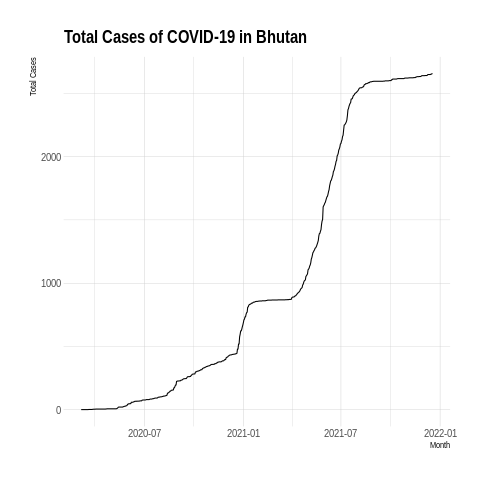 Total Cases of COVID-19 in Bhutan
Total Cases
2000
1000
0
2020-07 2021-01 2021-07 2022-01
Month